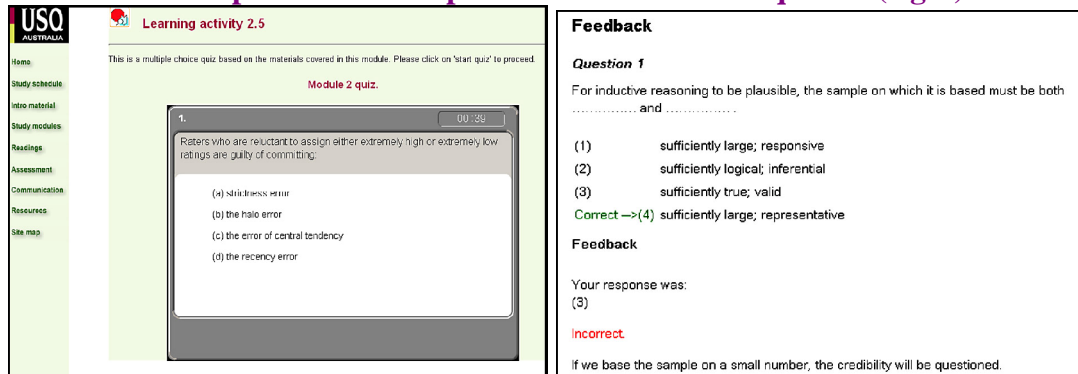 USQ
AUSTRALIA
Home
Study schedule
Intro material
Study modules
Readings
Assessment
Communication
Resources
Site map
Learning activity 2.5
This is a multiple choice quiz based on the materials covered in this module. Please click on 'start quiz' to proceed.
Module 2 quiz.
1.
00:39
Raters who are reluctant to assign either extremely high or extremely low
ratings are guilty of committing:
(a) strictness error
(b) the halo error
(c) the error of central tendency
(d) the recency error
Feedback
Question 1
For inductive reasoning to be plausible, the sample on which it is based must be both
............... and ................ .
(1) sufficiently large; responsive
(2) sufficiently logical; inferential
(3) sufficiently true; valid
Correct -->(4) sufficiently large; representative
Feedback
Your response was:
(3)
Incorrect.
If we base the sample on a small number, the credibility will be questioned.